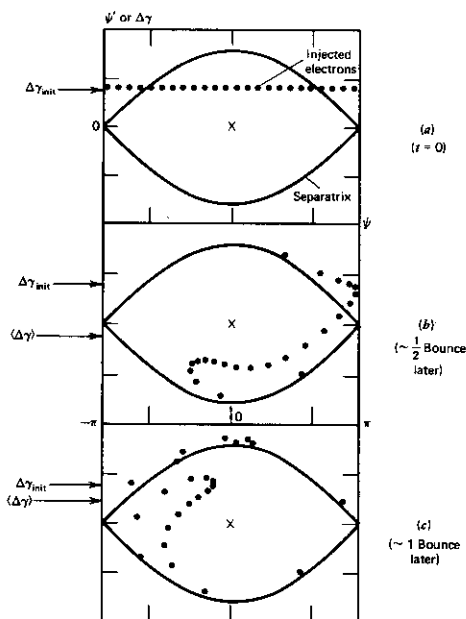 ψ' or Δγ
Injected
electrons
Δγinit
0
(a)
(t = 0)
Separatrix
ψ
Δγinit
⟨Δγ⟩
(b)
(~ 1/2 Bounce
later)
−π
0
π
Δγinit
⟨Δγ⟩
(c)
(~ 1 Bounce
later)